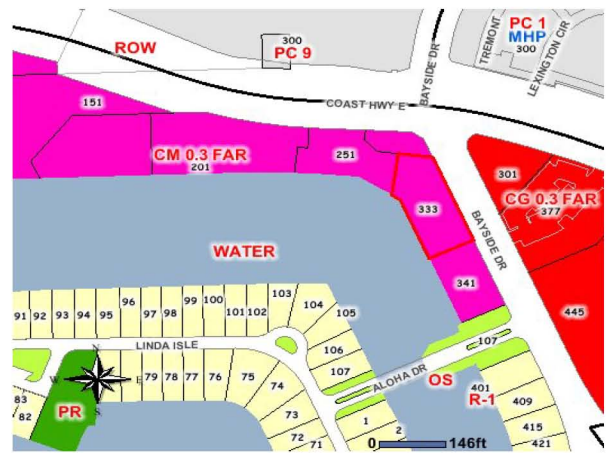 ROW
300
PC 9
BAYSIDE DR
TREMONT
PC 1
MHP
300
LEXINGTON CIR
151
COAST HWY E
CM 0.3 FAR
201
251
301
CG 0.3 FAR
377
333
BAYSIDE DR
WATER
341
445
91
92
93
94
95
96
97
98
99
100
101
102
103
104
105
106
107
LINDA ISLE
107
N
W
E
S
79
78
77
76
75
74
73
72
71
83
82
PR
ALOHA DR
OS
R-1
401
409
415
421
1
2
0
146ft